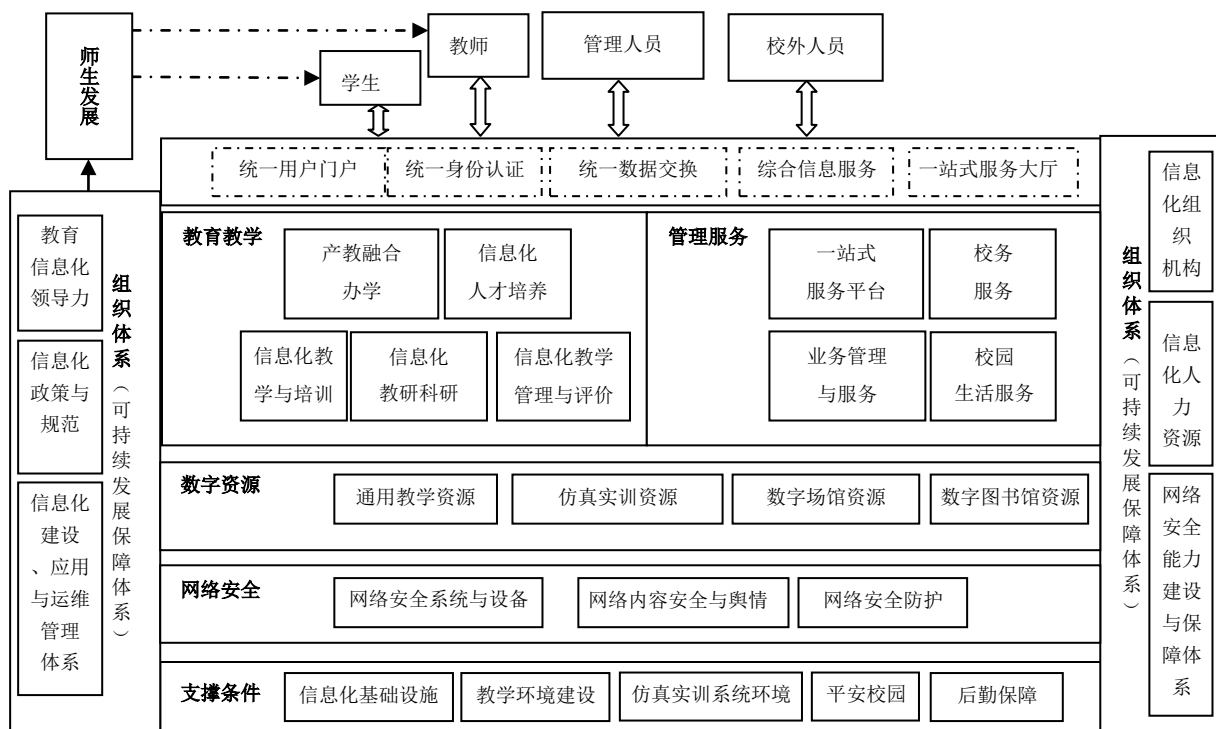 师生发展
教师
管理人员
校外人员
学生
统一用户门户
统一身份认证
统一数据交换
综合信息服务
一站式服务大厅
教育
信息化
领导力
信息化
政策与
规范
信息化
建设
、应用
与运维
管理
体系
组织体系（可持续发展保障体系）
教育教学
产教融合
办学
信息化
人才培养
信息化教
学与培训
信息化
教研科研
信息化教学
管理与评价
管理服务
一站式
服务平台
校务
服务
业务管理
与服务
校园
生活服务
数字资源
通用教学资源
仿真实训资源
数字场馆资源
数字图书馆资源
网络安全
网络安全系统与设备
网络内容安全与舆情
网络安全防护
支撑条件
信息化基础设施
教学环境建设
仿真实训系统环境
平安校园
后勤保障
组织体系（可持续发展保障体系）
信息
化组
织
机构
信息
化人
力
资源
网络
安全
能力
建设
与保
障体
系